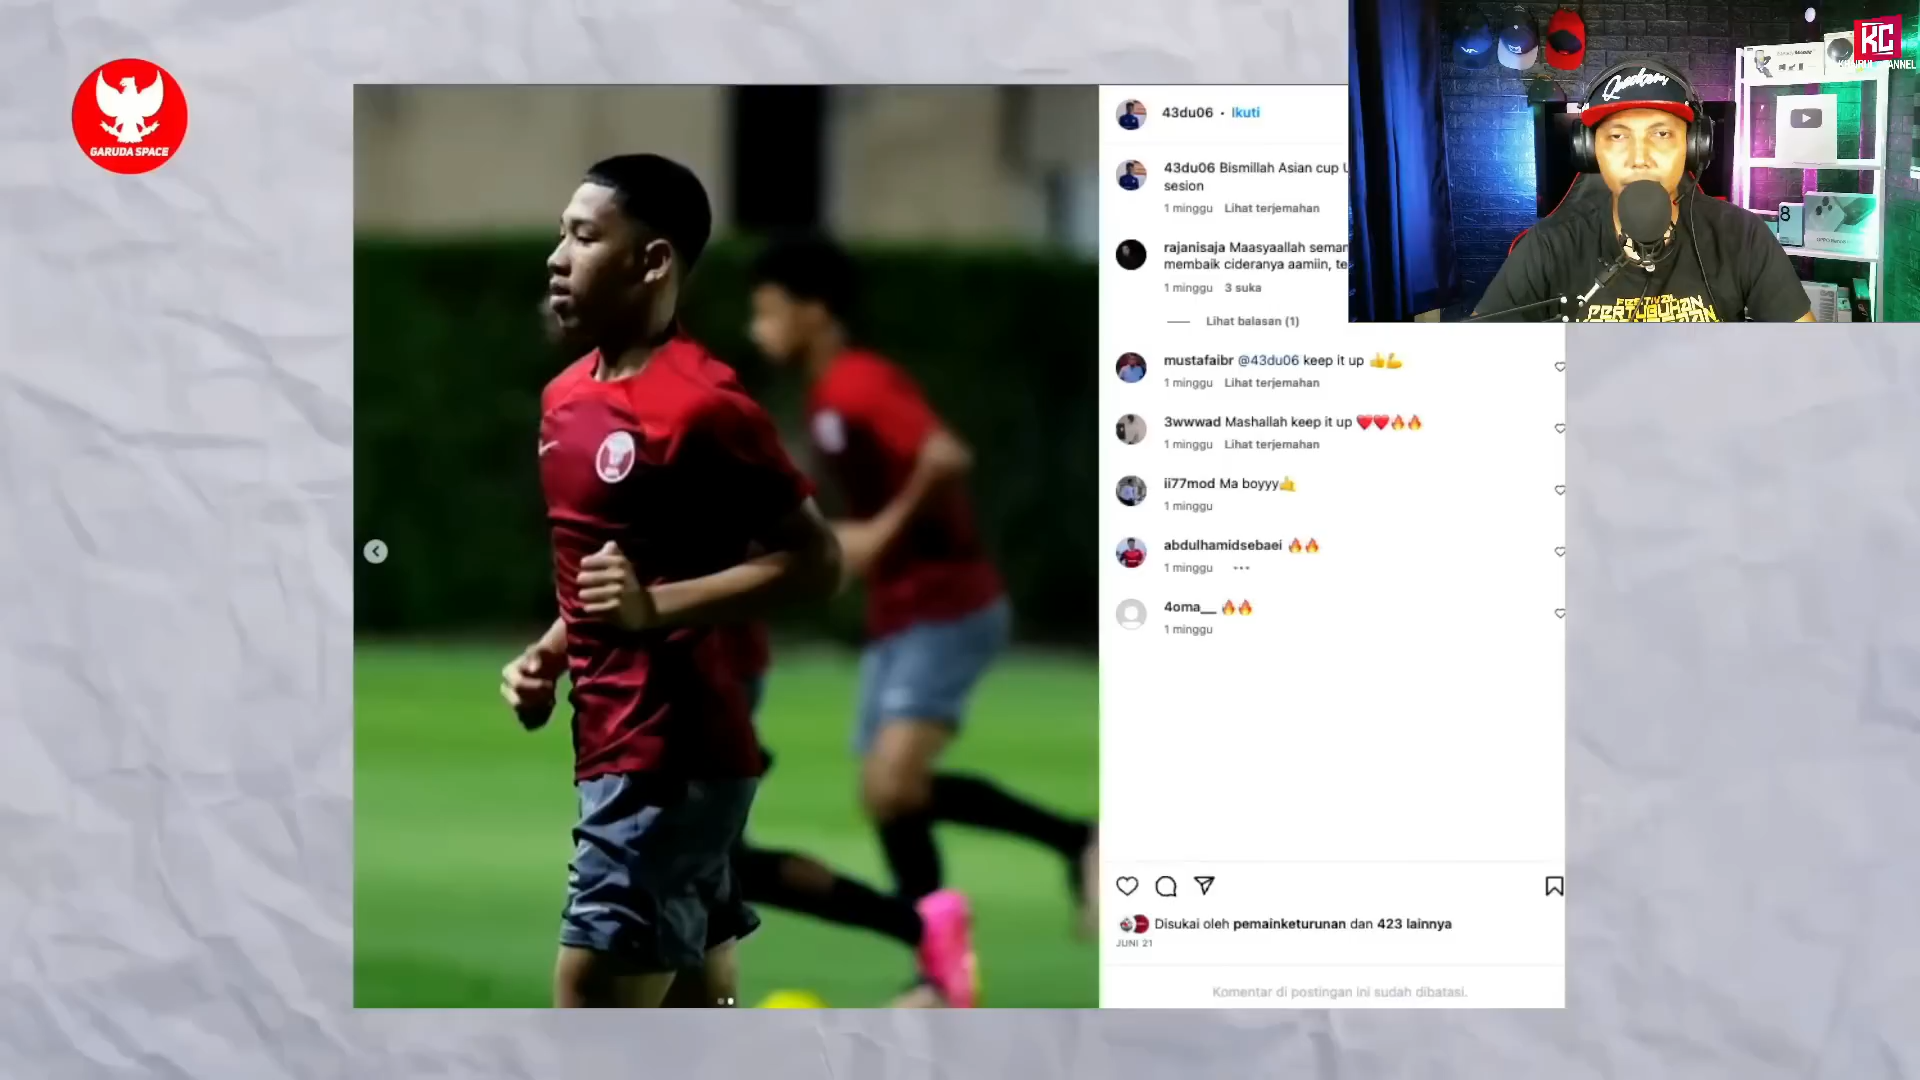 GARUDA SPACE
43du06 • Ikuti
43du06 Bismillah Asian cup
sesion
1 minggu Lihat terjemahan
rajanisaja Maasyaallah
membaik cideranya aamiin,
1 minggu 3 suka
Lihat balasan (1)
mustafaibr @43du06 keep it up 👍💪
1 minggu Lihat terjemahan
3wwwad Mashallah keep it up ❤️❤️🔥🔥
1 minggu Lihat terjemahan
ii77mod Ma boyyy🤙
1 minggu
abdulhamidsebaei 🔥🔥
1 minggu •••
4oma__ 🔥🔥
1 minggu
Disukai oleh pemainketurunan dan 423 lainnya
JUNI 21
Komentar di postingan ini sudah dibatasi.
KC
FESTIVAL
PERTUBUHAN
8